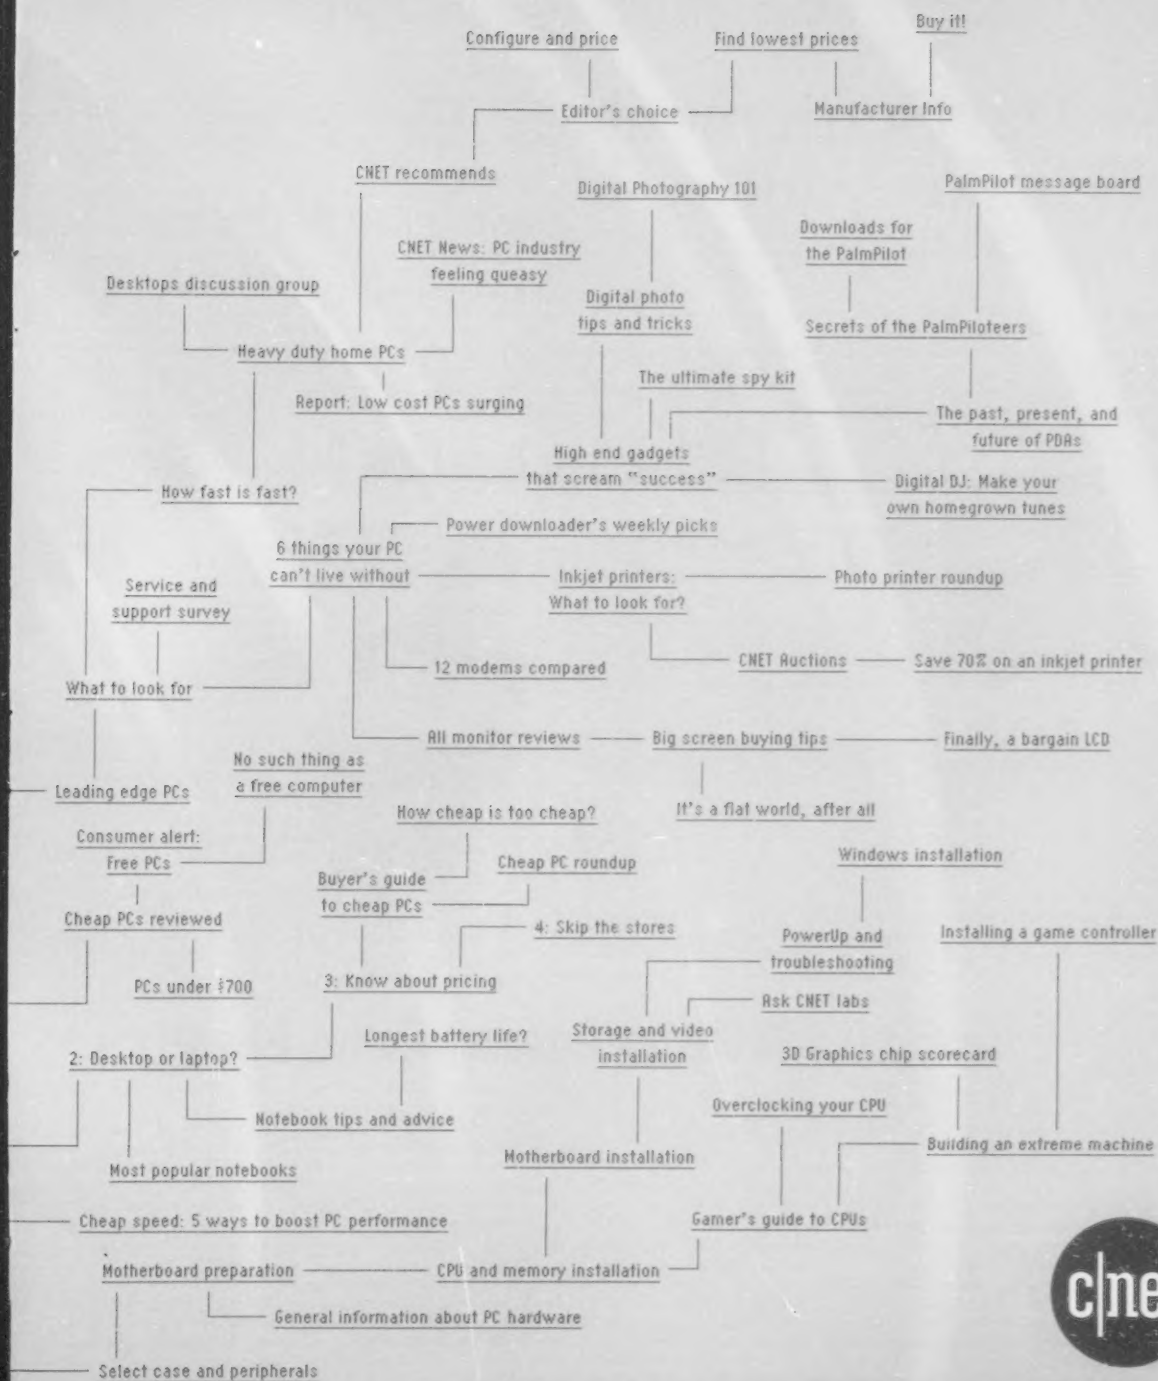 Buy it!
Configure and price
Find lowest prices
Editor's choice
Manufacturer Info
CNET recommends
Digital Photography 101
PalmPilot message board
Downloads for
the PalmPilot
CNET News: PC industry
feeling queasy
Desktops discussion group
Digital photo
tips and tricks
Secrets of the PalmPiloteers
Heavy duty home PCs
The ultimate spy kit
Report: Low cost PCs surging
The past, present, and
future of PDAs
High end gadgets
that scream "success"
Digital DJ: Make your
own homegrown tunes
How fast is fast?
Power downloader's weekly picks
6 things your PC
can't live without
Inkjet printers:
What to look for?
Photo printer roundup
Service and
support survey
12 modems compared
CNET Auctions
Save 70% on an inkjet printer
What to look for
All monitor reviews
Big screen buying tips
Finally, a bargain LCD
No such thing as
a free computer
Leading edge PCs
How cheap is too cheap?
It's a flat world, after all
Consumer alert:
Free PCs
Cheap PC roundup
Windows installation
Buyer's guide
to cheap PCs
Cheap PCs reviewed
4: Skip the stores
PowerUp and
troubleshooting
Installing a game controller
PCs under $700
3: Know about pricing
Ask CNET labs
Longest battery life?
Storage and video
installation
2: Desktop or laptop?
3D Graphics chip scorecard
Notebook tips and advice
Overclocking your CPU
Motherboard installation
Building an extreme machine
Most popular notebooks
Cheap speed: 5 ways to boost PC performance
Gamer's guide to CPUs
Motherboard preparation
CPU and memory installation
General information about PC hardware
c|ne
Select case and peripherals